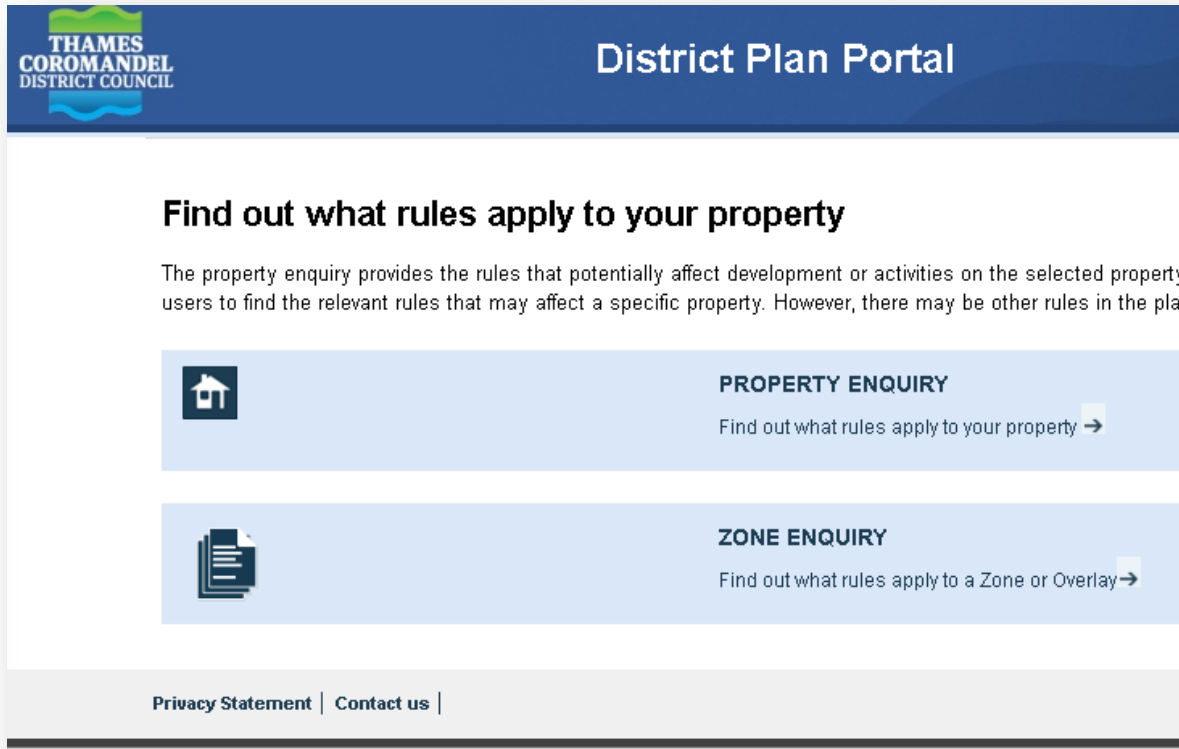 THAMES
COROMANDEL
DISTRICT COUNCIL
District Plan Portal
Find out what rules apply to your property
The property enquiry provides the rules that potentially affect development or activities on the selected property
users to find the relevant rules that may affect a specific property. However, there may be other rules in the pla
PROPERTY ENQUIRY
Find out what rules apply to your property →
ZONE ENQUIRY
Find out what rules apply to a Zone or Overlay→
Privacy Statement | Contact us |